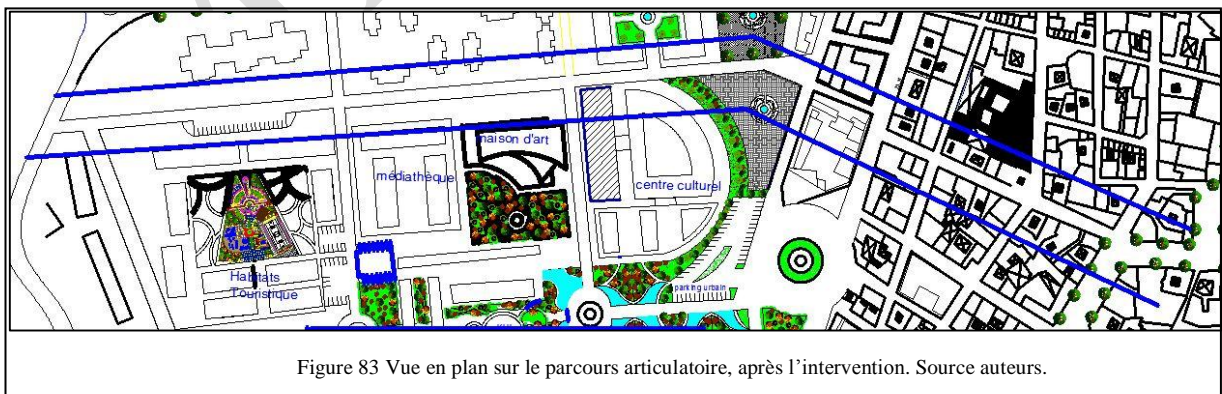 maison d'art
médiathèque
centre culturel
Habitats
Touristique
parking urbain
Figure 83 Vue en plan sur le parcours articulatoire, après l’intervention. Source auteurs.